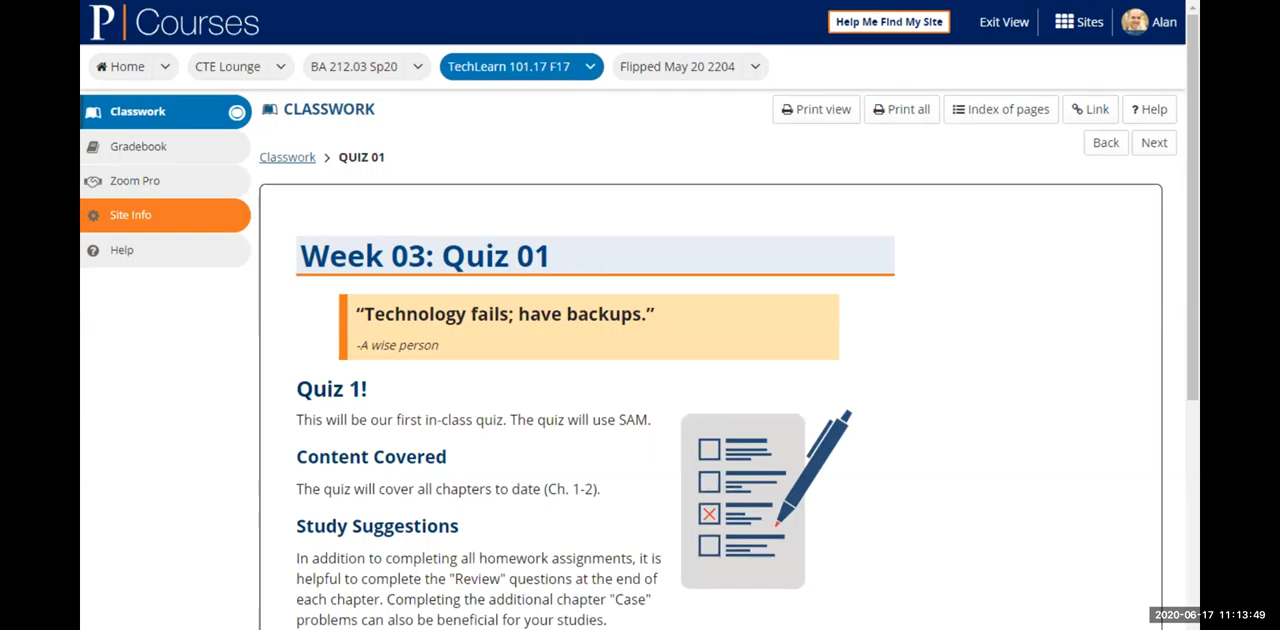 P Courses
Help Me Find My Site
Exit View
Sites
Alan
Home
CTE Lounge
BA 212.03 Sp20
TechLearn 101.17 F17
Flipped May 20 2204
Classwork
Gradebook
Zoom Pro
Site Info
Help
CLASSWORK
Print view
Print all
Index of pages
Link
? Help
Back
Next
Classwork > QUIZ 01
Week 03: Quiz 01
“Technology fails; have backups.”
-A wise person
Quiz 1!
This will be our first in-class quiz. The quiz will use SAM.
Content Covered
The quiz will cover all chapters to date (Ch. 1-2).
Study Suggestions
In addition to completing all homework assignments, it is
helpful to complete the "Review" questions at the end of
each chapter. Completing the additional chapter "Case"
problems can also be beneficial for your studies.
2020-06-17 11:13:49